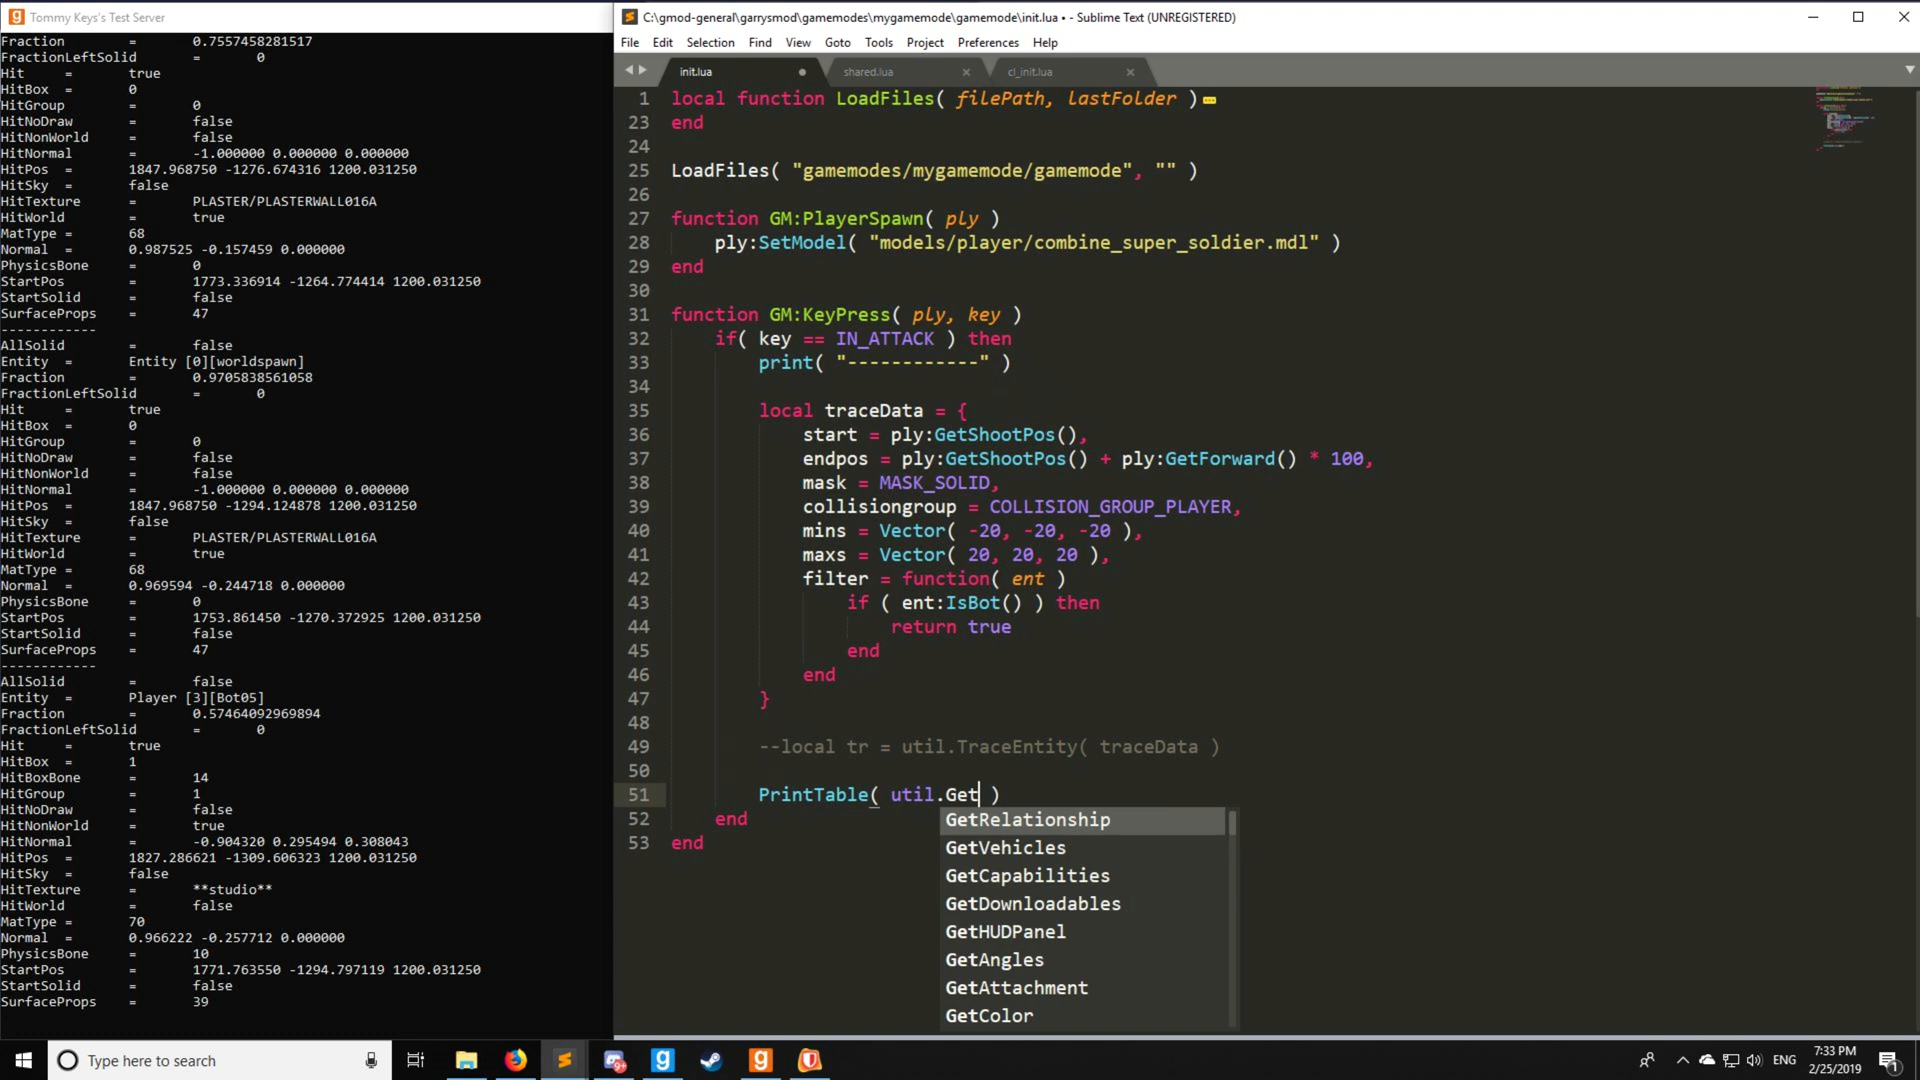 Tommy Keys's Test Server
Fraction = 0.7557458281517
FractionLeftSolid = 0
Hit = true
HitBox = 0
HitGroup = 0
HitNoDraw = false
HitNonWorld = false
HitNormal = -1.000000 0.000000 0.000000
HitPos = 1847.968750 -1276.674316 1200.031250
HitSky = false
HitTexture = PLASTER/PLASTERWALL016A
HitWorld = true
MatType = 68
Normal = 0.987525 -0.157459 0.000000
PhysicsBone = 0
StartPos = 1773.336914 -1264.774414 1200.031250
StartSolid = false
SurfaceProps = 47
------------
AllSolid = false
Entity = Entity [0][worldspawn]
Fraction = 0.9705838561058
FractionLeftSolid = 0
Hit = true
HitBox = 0
HitGroup = 0
HitNoDraw = false
HitNonWorld = false
HitNormal = -1.000000 0.000000 0.000000
HitPos = 1847.968750 -1294.124878 1200.031250
HitSky = false
HitTexture = PLASTER/PLASTERWALL016A
HitWorld = true
MatType = 68
Normal = 0.969594 -0.244718 0.000000
PhysicsBone = 0
StartPos = 1753.861450 -1270.372925 1200.031250
StartSolid = false
SurfaceProps = 47
------------
AllSolid = false
Entity = Player [3][Bot05]
Fraction = 0.57464092969894
FractionLeftSolid = 0
Hit = true
HitBox = 1
HitBoxBone = 14
HitGroup = 1
HitNoDraw = false
HitNonWorld = true
HitNormal = -0.904320 0.295494 0.308043
HitPos = 1827.286621 -1309.606323 1200.031250
HitSky = false
HitTexture = **studio**
HitWorld = false
MatType = 70
Normal = 0.966222 -0.257712 0.000000
PhysicsBone = 10
StartPos = 1771.763550 -1294.797119 1200.031250
StartSolid = false
SurfaceProps = 39
C:\gmod-general\garrysmod\gamemodes\mygamemode\gamemode\init.lua • - Sublime Text (UNREGISTERED)
File Edit Selection Find View Goto Tools Project Preferences Help
init.lua shared.lua cl_init.lua
1 local function LoadFiles( filePath, lastFolder )
23 end
24
25 LoadFiles( "gamemodes/mygamemode/gamemode", "" )
26
27 function GM:PlayerSpawn( ply )
28 ply:SetModel( "models/player/combine_super_soldier.mdl" )
29 end
30
31 function GM:KeyPress( ply, key )
32 if( key == IN_ATTACK ) then
33 print( "------------" )
34
35 local traceData = {
36 start = ply:GetShootPos(),
37 endpos = ply:GetShootPos() + ply:GetForward() * 100,
38 mask = MASK_SOLID,
39 collisiongroup = COLLISION_GROUP_PLAYER,
40 mins = Vector( -20, -20, -20 ),
41 maxs = Vector( 20, 20, 20 ),
42 filter = function( ent )
43 if ( ent:IsBot() ) then
44 return true
45 end
46 end
47 }
48
49 --local tr = util.TraceEntity( traceData )
50
51 PrintTable( util.Get )
52 end
53 end
GetRelationship
GetVehicles
GetCapabilities
GetDownloadables
GetHUDPanel
GetAngles
GetAttachment
GetColor
Type here to search
9+
ENG
7:33 PM
2/25/2019
1